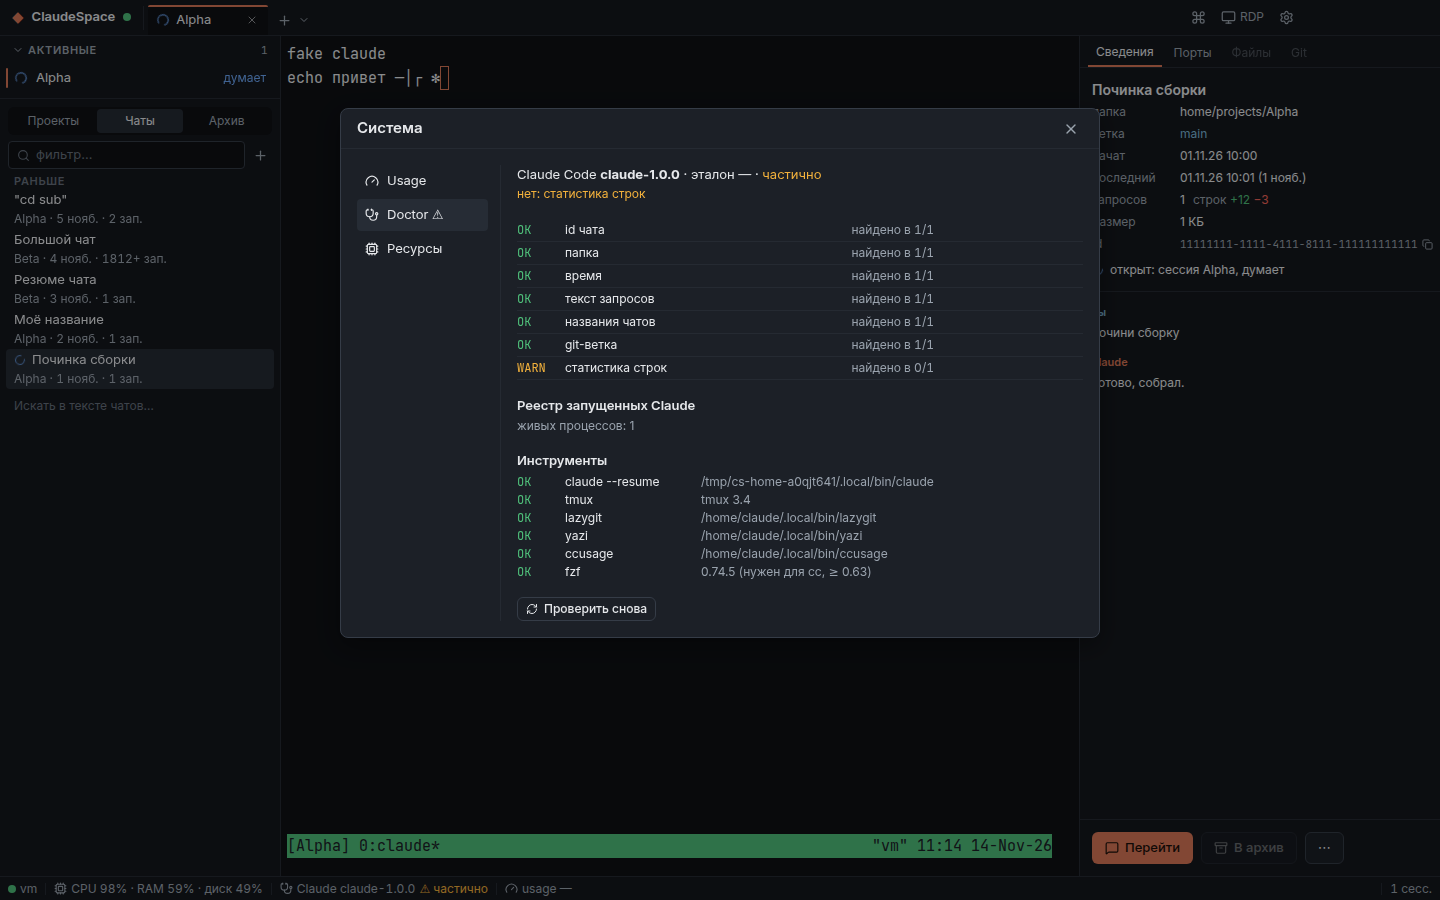 ClaudeSpace
Alpha
RDP
АКТИВНЫЕ 1
Alpha думает
Проекты Чаты Архив
фильтр...
РАНЬШЕ
"cd sub"
Alpha · 5 нояб. · 2 зап.
Большой чат
Beta · 4 нояб. · 1812+ зап.
Резюме чата
Beta · 3 нояб. · 1 зап.
Моё название
Alpha · 2 нояб. · 1 зап.
Починка сборки
Alpha · 1 нояб. · 1 зап.
Искать в тексте чатов...
fake claude
echo привет ─│┌ ✻
[Alpha] 0:claude* "vm" 11:14 14-Nov-26
Система
Usage
Doctor ⚠
Ресурсы
Claude Code claude-1.0.0 · эталон — · частично
нет: статистика строк
OK id чата найдено в 1/1
OK папка найдено в 1/1
OK время найдено в 1/1
OK текст запросов найдено в 1/1
OK названия чатов найдено в 1/1
OK git-ветка найдено в 1/1
WARN статистика строк найдено в 0/1
Реестр запущенных Claude
живых процессов: 1
Инструменты
OK claude --resume /tmp/cs-home-a0qjt641/.local/bin/claude
OK tmux tmux 3.4
OK lazygit /home/claude/.local/bin/lazygit
OK yazi /home/claude/.local/bin/yazi
OK ccusage /home/claude/.local/bin/ccusage
OK fzf 0.74.5 (нужен для cc, ≥ 0.63)
Проверить снова
Сведения Порты Файлы Git
Починка сборки
апка home/projects/Alpha
етка main
ачат 01.11.26 10:00
оследний 01.11.26 10:01 (1 нояб.)
апросов 1 строк +12 −3
азмер 1 КБ
11111111-1111-4111-8111-111111111111
открыт: сессия Alpha, думает
ы
очини сборку
laude
отово, собрал.
Перейти В архив ···
vm CPU 98% · RAM 59% · диск 49% Claude claude-1.0.0 ⚠ частично usage — 1 сесс.